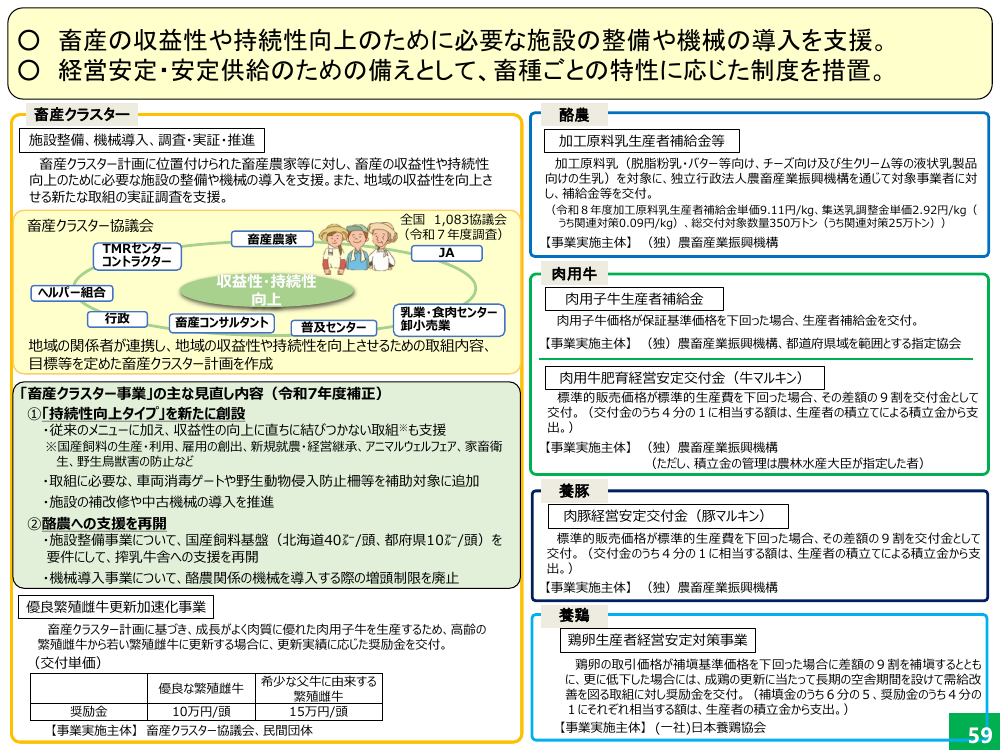 ○　畜産の収益性や持続性向上のために必要な施設の整備や機械の導入を支援。
○　経営安定・安定供給のための備えとして、畜種ごとの特性に応じた制度を措置。
畜産クラスター
施設整備、機械導入、調査・実証・推進
畜産クラスター計画に位置付けられた畜産農家等に対し、畜産の収益性や持続性
向上のために必要な施設の整備や機械の導入を支援。また、地域の収益性を向上さ
せる新たな取組の実証調査を支援。
畜産クラスター協議会
全国 1,083協議会
（令和７年度調査）
畜産農家
TMRセンター
コントラクター
JA
ヘルパー組合
収益性・持続性
向上
行政
畜産コンサルタント
普及センター
乳業・食肉センター
卸小売業
地域の関係者が連携し、地域の収益性や持続性を向上させるための取組内容、
目標等を定めた畜産クラスター計画を作成
「畜産クラスター事業」の主な見直し内容（令和7年度補正）
①「持続性向上タイプ」を新たに創設
・従来のメニューに加え、収益性の向上に直ちに結びつかない取組※も支援
※国産飼料の生産・利用、雇用の創出、新規就農・経営継承、アニマルウェルフェア、家畜衛
生、野生鳥獣害の防止など
・取組に必要な、車両消毒ゲートや野生動物侵入防止柵等を補助対象に追加
・施設の補改修や中古機械の導入を推進
②酪農への支援を再開
・施設整備事業について、国産飼料基盤（北海道40㌃/頭、都府県10㌃/頭）を
要件にして、搾乳牛舎への支援を再開
・機械導入事業について、酪農関係の機械を導入する際の増頭制限を廃止
優良繁殖雌牛更新加速化事業
畜産クラスター計画に基づき、成長がよく肉質に優れた肉用子牛を生産するため、高齢の
繁殖雌牛から若い繁殖雌牛に更新する場合に、更新実績に応じた奨励金を交付。
（交付単価）
優良な繁殖雌牛
希少な父牛に由来する
繁殖雌牛
奨励金 10万円/頭 15万円/頭
【事業実施主体】 畜産クラスター協議会、民間団体
酪農
加工原料乳生産者補給金等
加工原料乳（脱脂粉乳・バター等向け、チーズ向け及び生クリーム等の液状乳製品
向けの生乳）を対象に、独立行政法人農畜産業振興機構を通じて対象事業者に対
し、補給金等を交付。
（令和８年度加工原料乳生産者補給金単価9.11円/kg、集送乳調整金単価2.92円/kg（
うち関連対策0.09円/kg）、総交付対象数量350万トン（うち関連対策25万トン））
【事業実施主体】 （独）農畜産業振興機構
肉用牛
肉用子牛生産者補給金
肉用子牛価格が保証基準価格を下回った場合、生産者補給金を交付。
【事業実施主体】 （独）農畜産業振興機構、都道府県域を範囲とする指定協会
肉用牛肥育経営安定交付金（牛マルキン）
標準的販売価格が標準的生産費を下回った場合、その差額の９割を交付金として
交付。（交付金のうち４分の１に相当する額は、生産者の積立てによる積立金から支
出。）
【事業実施主体】 （独）農畜産業振興機構
（ただし、積立金の管理は農林水産大臣が指定した者）
養豚
肉豚経営安定交付金（豚マルキン）
標準的販売価格が標準的生産費を下回った場合、その差額の９割を交付金として
交付。（交付金のうち４分の１に相当する額は、生産者の積立てによる積立金から支
出。）
【事業実施主体】 （独）農畜産業振興機構
養鶏
鶏卵生産者経営安定対策事業
鶏卵の取引価格が補填基準価格を下回った場合に差額の９割を補填するととも
に、更に低下した場合には、成鶏の更新に当たって長期の空舎期間を設けて需給改
善を図る取組に対し奨励金を交付。（補填金のうち６分の５、奨励金のうち４分の
１にそれぞれ相当する額は、生産者の積立金から支出。）
【事業実施主体】 (一社)日本養鶏協会
59